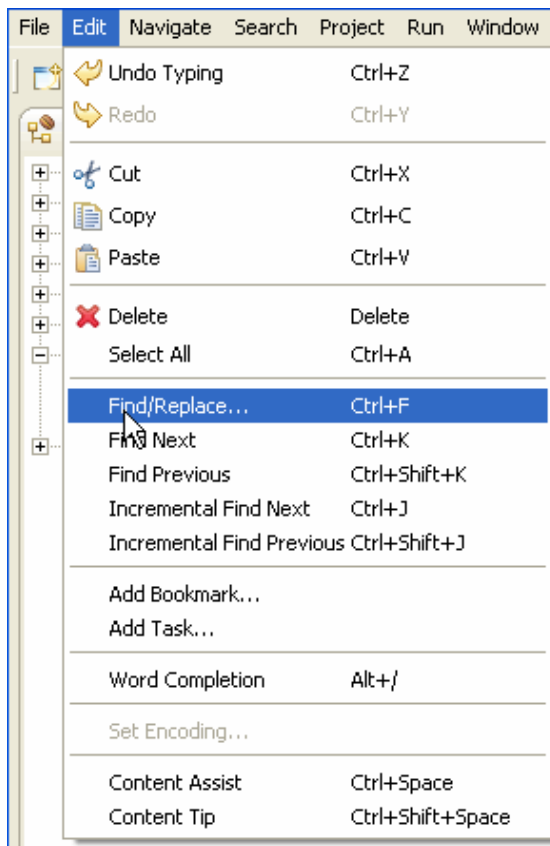 File Edit Navigate Search Project Run Window
Undo Typing Ctrl+Z
Redo Ctrl+Y
Cut Ctrl+X
Copy Ctrl+C
Paste Ctrl+V
Delete Delete
Select All Ctrl+A
Find/Replace... Ctrl+F
Find Next Ctrl+K
Find Previous Ctrl+Shift+K
Incremental Find Next Ctrl+J
Incremental Find Previous Ctrl+Shift+J
Add Bookmark...
Add Task...
Word Completion Alt+/
Set Encoding...
Content Assist Ctrl+Space
Content Tip Ctrl+Shift+Space